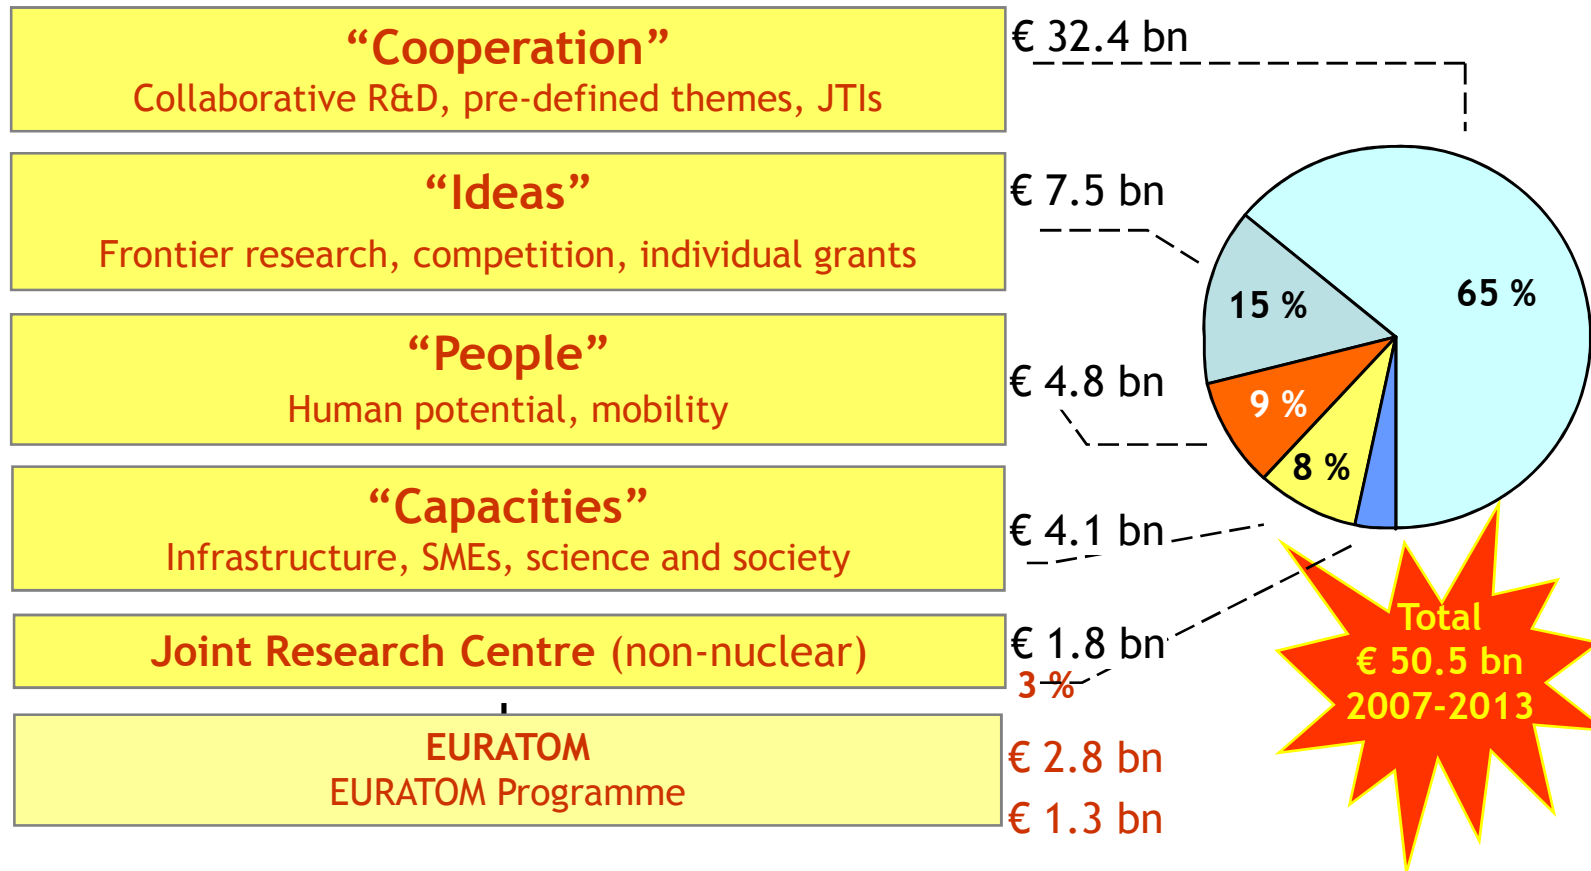 “Cooperation”
Collaborative R&D, pre-defined themes, JTIs
€ 32.4 bn
“Ideas”
Frontier research, competition, individual grants
€ 7.5 bn
“People”
Human potential, mobility
€ 4.8 bn
“Capacities”
Infrastructure, SMEs, science and society
€ 4.1 bn
Joint Research Centre (non-nuclear)
€ 1.8 bn
3 %
EURATOM
EURATOM Programme
€ 2.8 bn
€ 1.3 bn
65 %
15 %
9 %
8 %
Total
€ 50.5 bn
2007-2013